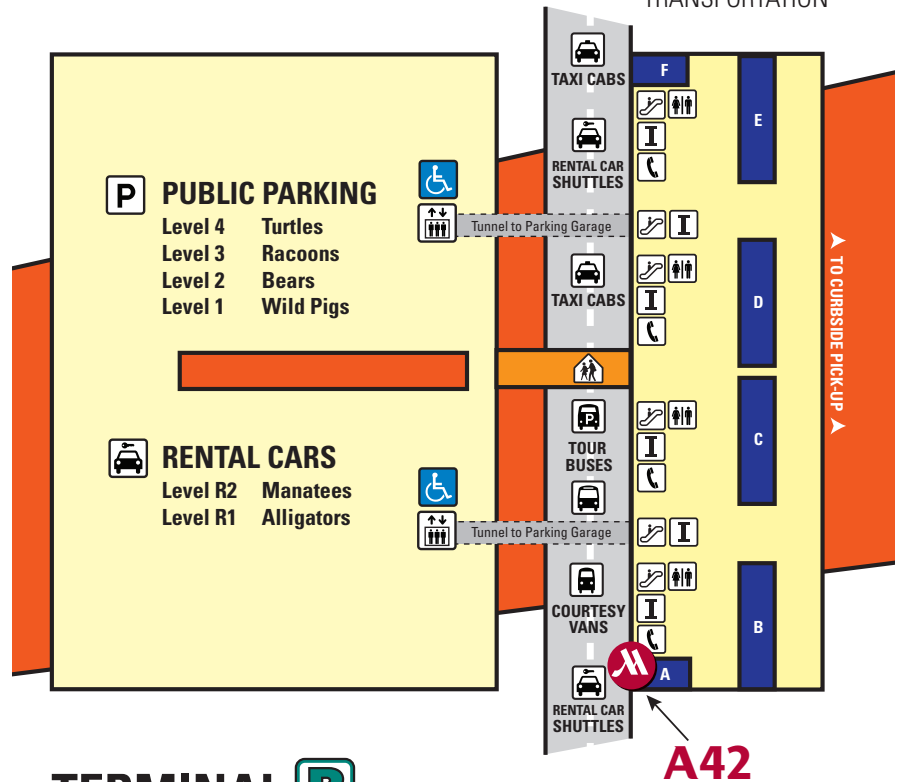 TRANSPORTATION
TAXI CABS
F
E
RENTAL CAR
SHUTTLES
P PUBLIC PARKING
Level 4 Turtles
Level 3 Racoons
Level 2 Bears
Level 1 Wild Pigs
Tunnel to Parking Garage
TAXI CABS
D
TO CURBSIDE PICK-UP
P
TOUR
BUSES
C
RENTAL CARS
Level R2 Manatees
Level R1 Alligators
Tunnel to Parking Garage
COURTESY
VANS
B
A
RENTAL CAR
SHUTTLES
A42
TERMINAL B